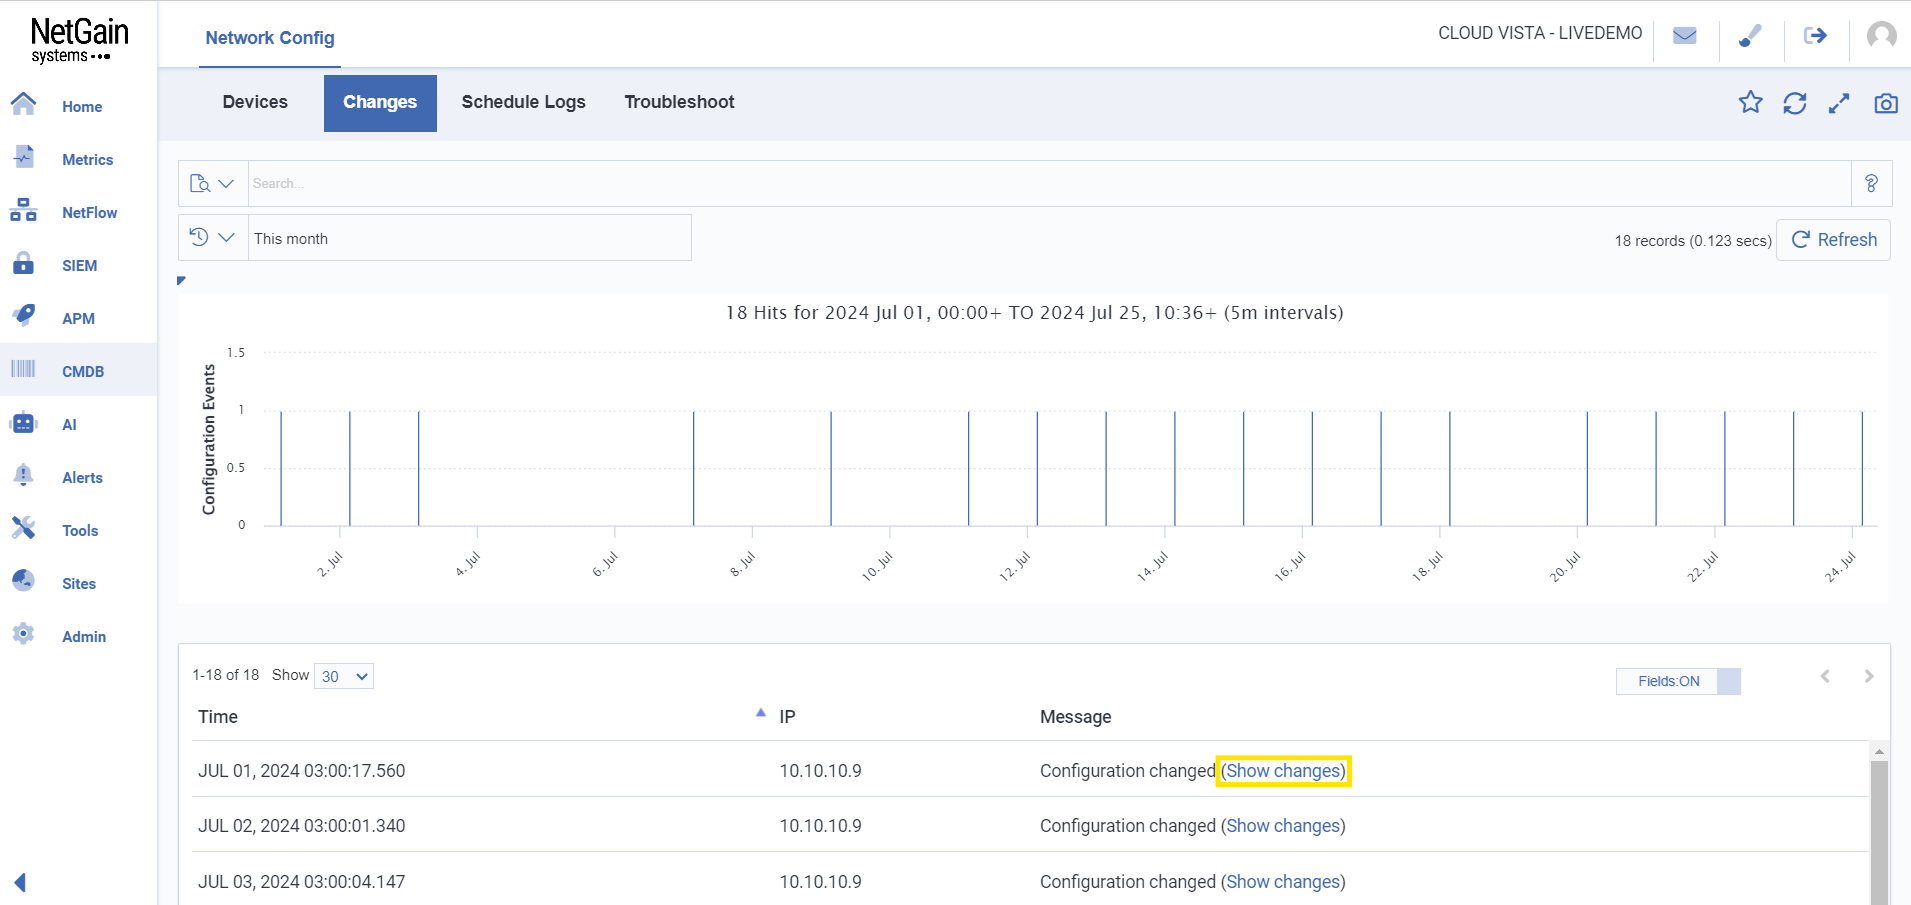 NetGain
systems
Network Config
CLOUD VISTA - LIVEDEMO
Home
Metrics
NetFlow
SIEM
APM
CMDB
AI
Alerts
Tools
Sites
Admin
Devices
Changes
Schedule Logs
Troubleshoot
Search...
?
This month
18 records (0.123 secs)
Refresh
18 Hits for 2024 Jul 01, 00:00+ TO 2024 Jul 25, 10:36+ (5m intervals)
Configuration Events
1.5
1
0.5
0
2. Jul
4. Jul
6. Jul
8. Jul
10. Jul
12. Jul
14. Jul
16. Jul
18. Jul
20. Jul
22. Jul
24. Jul
1-18 of 18 Show 30
Fields:ON
Time IP Message
JUL 01, 2024 03:00:17.560 10.10.10.9 Configuration changed (Show changes)
JUL 02, 2024 03:00:01.340 10.10.10.9 Configuration changed (Show changes)
JUL 03, 2024 03:00:04.147 10.10.10.9 Configuration changed (Show changes)